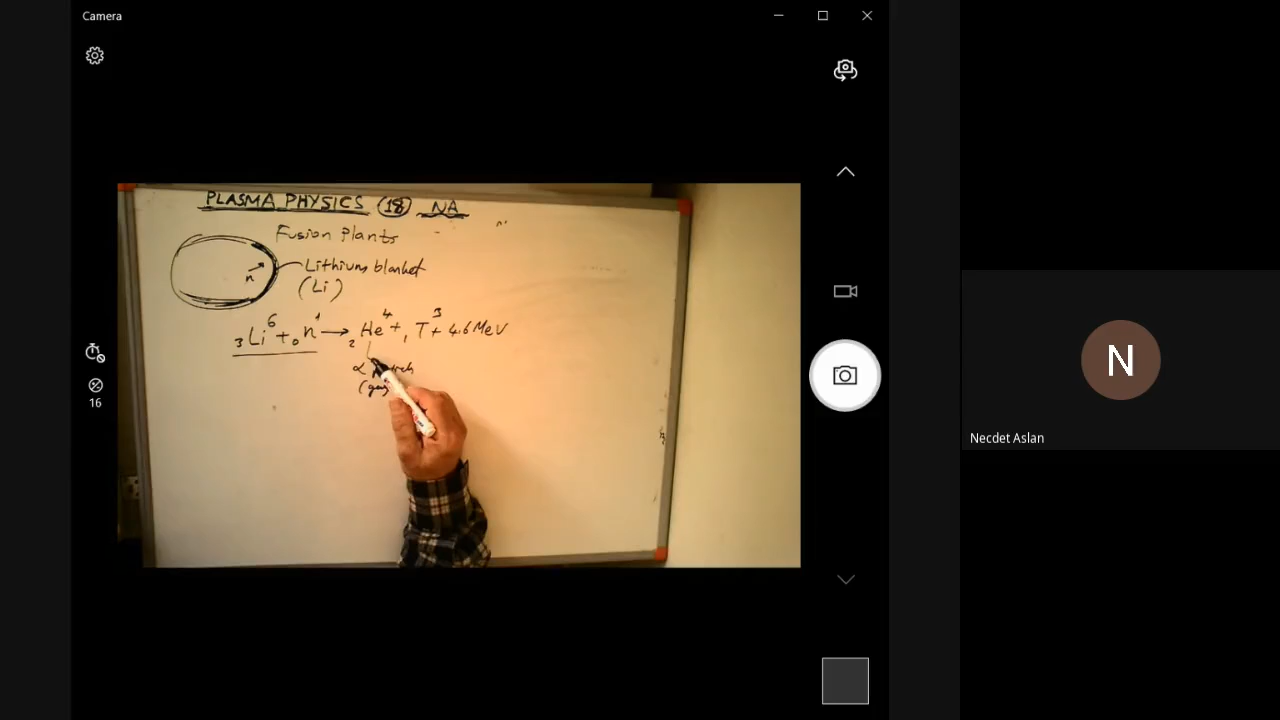 Camera
PLASMA PHYSICS 18 NA
Fusion Plants
n
Lithium blanket
(Li)
₃Li⁶ + ₀n¹ → ₂He⁴ + ₁T³ + 4.6 MeV
α
16
N
Necdet Aslan